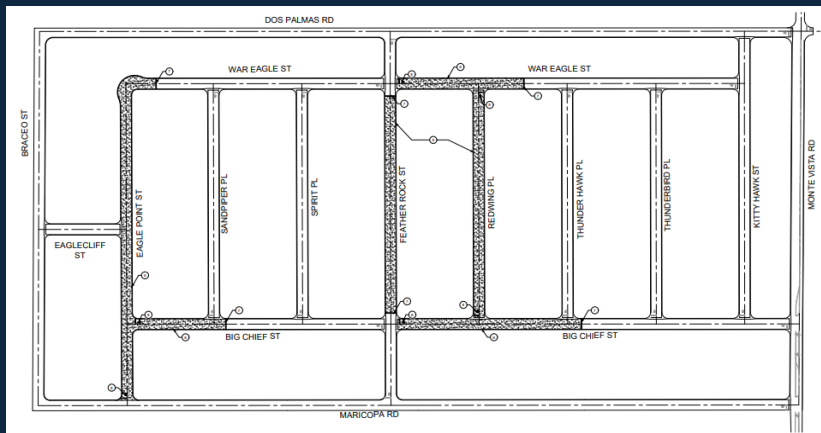 DOS PALMAS RD
WAR EAGLE ST
WAR EAGLE ST
BRACEO ST
EAGLE POINT ST
SANDPIPER PL
SPIRIT PL
FEATHER ROCK ST
REDWING PL
THUNDER HAWK PL
THUNDERBIRD PL
KITTY HAWK ST
MONTE VISTA RD
EAGLECLIFF
ST
BIG CHIEF ST
BIG CHIEF ST
MARICOPA RD